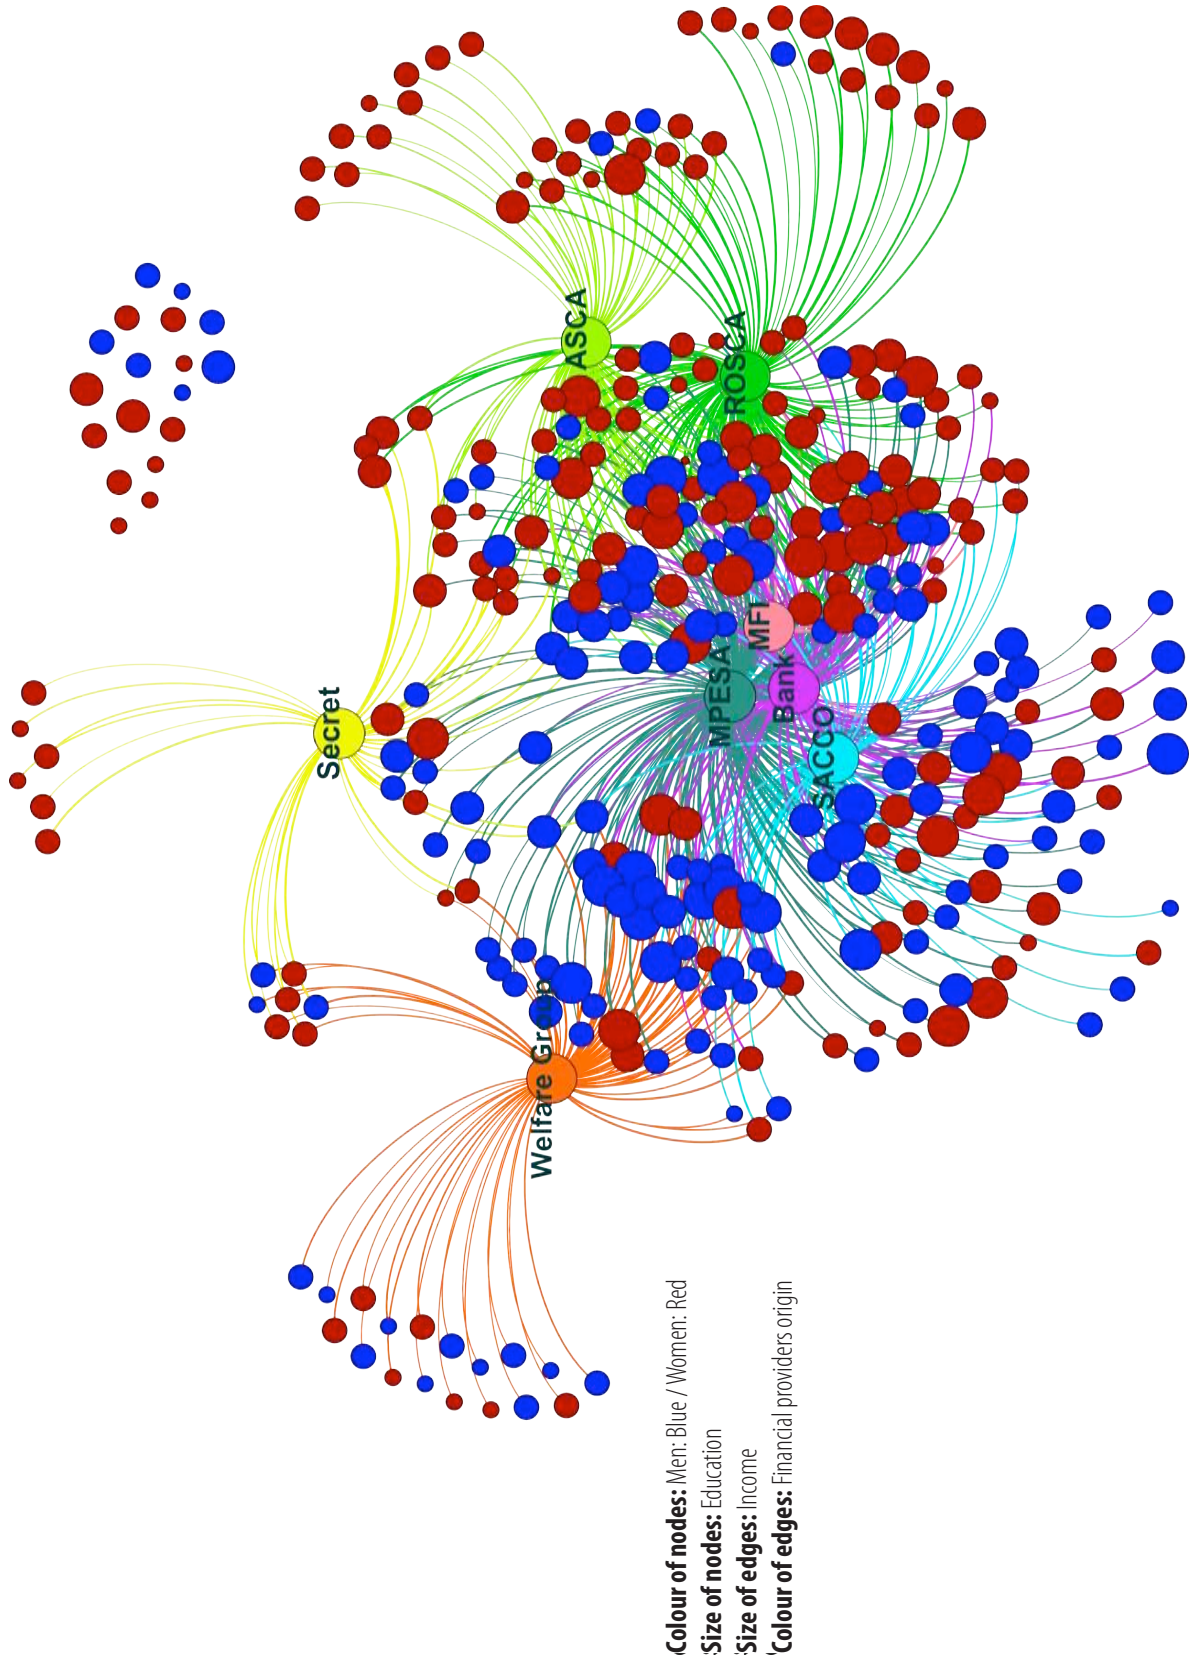 Secret
Welfare Group
ASCA
ROSCA
MPESA
MFI
Bank
SACCO
Colour of nodes: Men: Blue / Women: Red
Size of nodes: Education
Size of edges: Income
Colour of edges: Financial providers origin